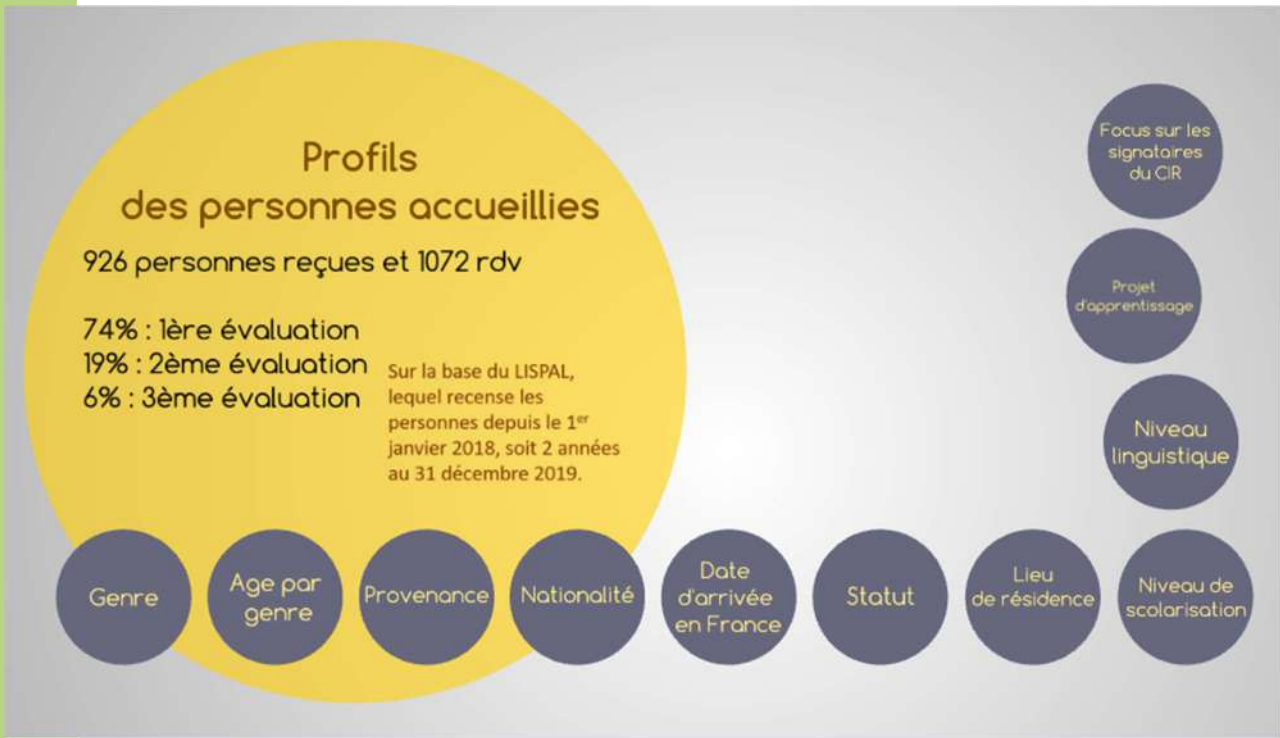 Profils
des personnes accueillies
926 personnes reçues et 1072 rdv
74% : 1ère évaluation
19% : 2ème évaluation
6% : 3ème évaluation
Sur la base du LISPAL,
lequel recense les
personnes depuis le 1er
janvier 2018, soit 2 années
au 31 décembre 2019.
Focus sur les
signataires
du CIR
Projet
d'apprentissage
Niveau
linguistique
Genre
Age par
genre
Provenance
Nationalité
Date
d'arrivée
en France
Statut
Lieu
de résidence
Niveau de
scolarisation